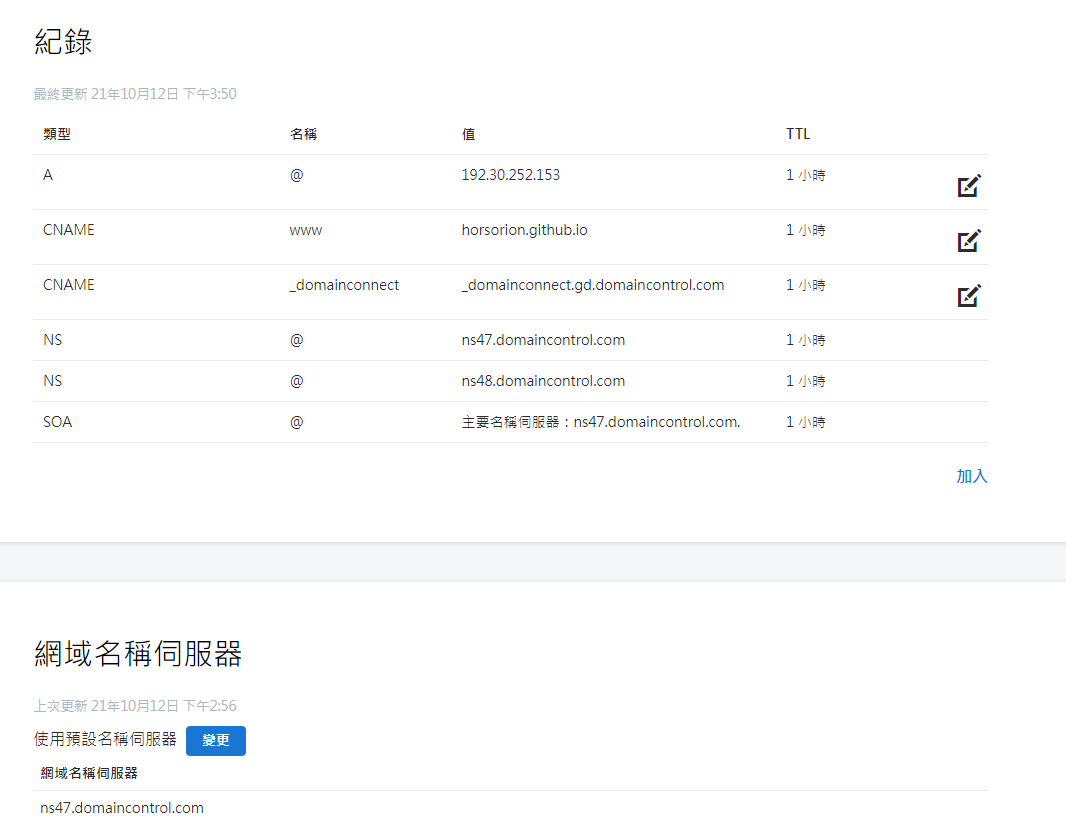 紀錄
最終更新 21年10月12日 下午3:50
類型 名稱 值 TTL
A @ 192.30.252.153 1 小時
CNAME www horsorion.github.io 1 小時
CNAME _domainconnect _domainconnect.gd.domaincontrol.com 1 小時
NS @ ns47.domaincontrol.com 1 小時
NS @ ns48.domaincontrol.com 1 小時
SOA @ 主要名稱伺服器：ns47.domaincontrol.com. 1 小時
加入
網域名稱伺服器
上次更新 21年10月12日 下午2:56
使用預設名稱伺服器 變更
網域名稱伺服器
ns47.domaincontrol.com